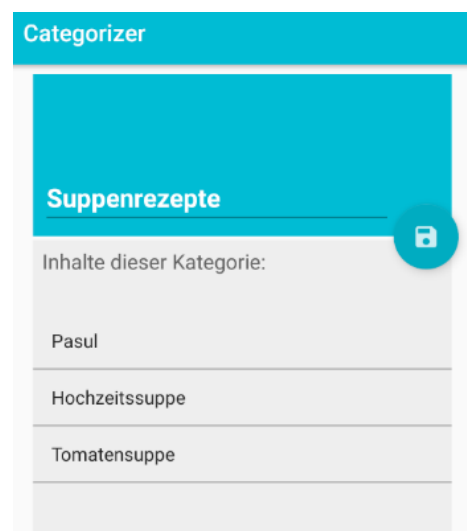 Categorizer
Suppenrezepte
Inhalte dieser Kategorie:
Pasul
Hochzeitssuppe
Tomatensuppe